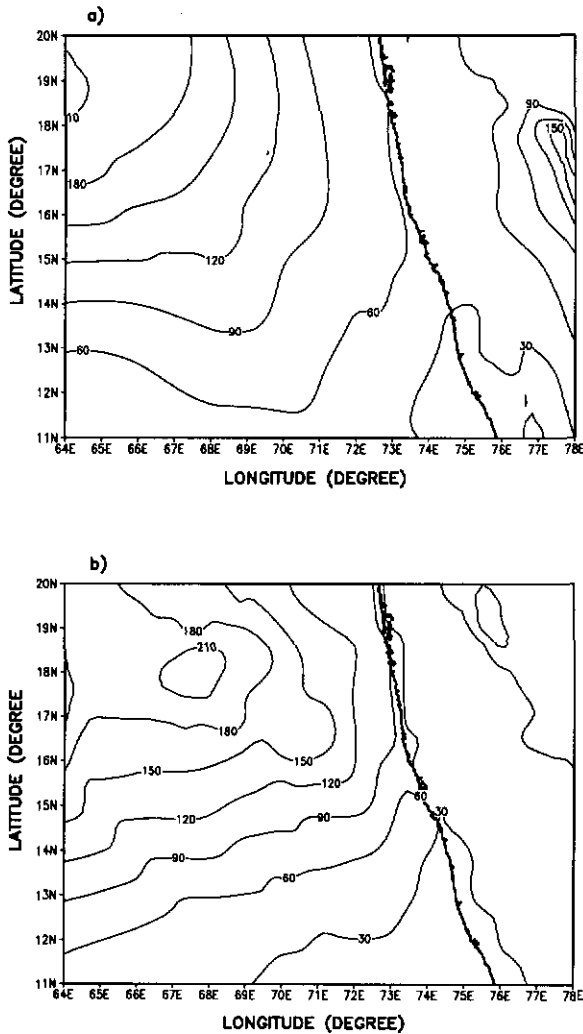 a)
20N
19N
18N
17N
16N
15N
14N
13N
12N
11N
LATITUDE (DEGREE)
10
180
120
90
60
60
90
150
30
1
64E 65E 66E 67E 68E 69E 70E 71E 72E 73E 74E 75E 76E 77E 78E
LONGITUDE (DEGREE)
b)
20N
19N
18N
17N
16N
15N
14N
13N
12N
11N
LATITUDE (DEGREE
180
210
180
150
150
120
120
90
90
60
60
30
30
64E 65E 66E 67E 68E 69E 70E 71E 72E 73E 74E 75E 76E 77E 78E
LONGITUDE (DEGREE)